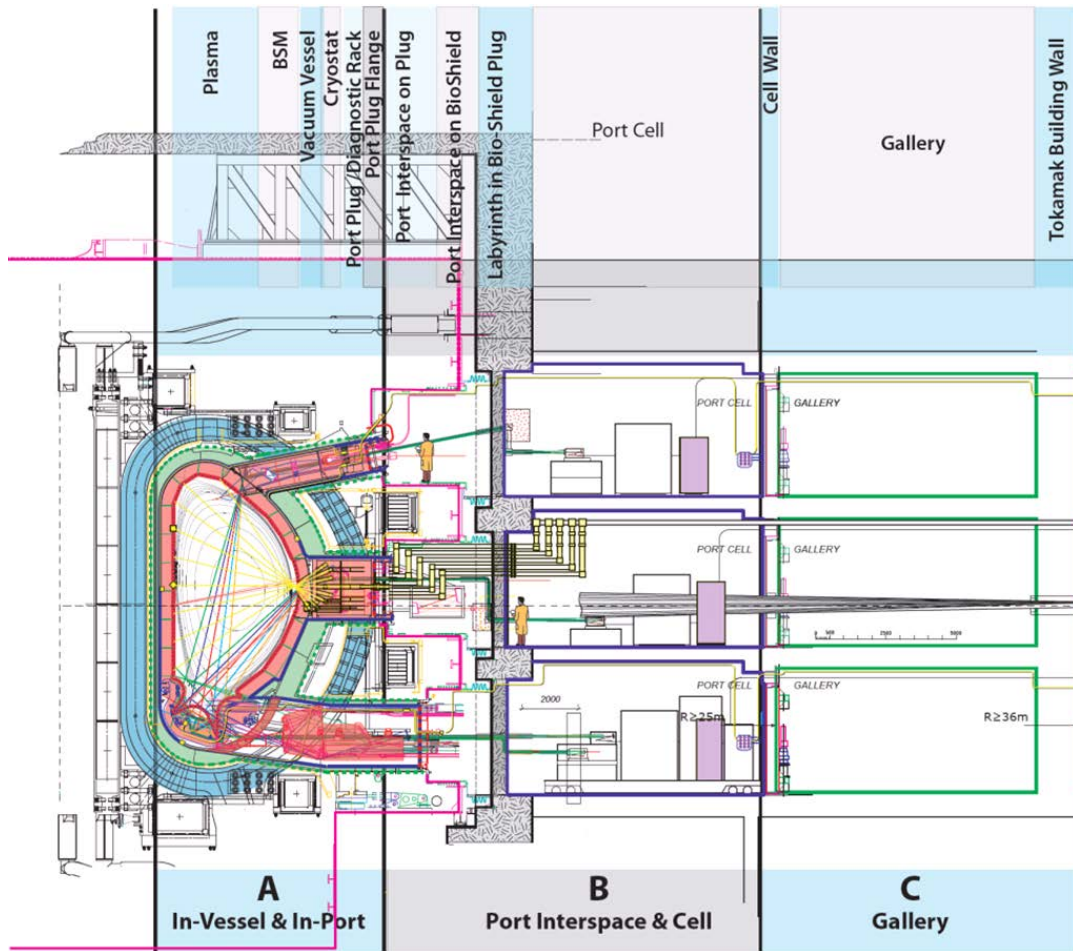 Plasma
BSM
Vacuum Vessel
Cryostat
Port Plug/Diagnostic Rack
Port Plug Flange
Port Interspace on Plug
Port Interspace on BioShield
Labyrinth in Bio-Shield Plug
Port Cell
Cell Wall
Gallery
Tokamak Building Wall
PORT CELL
GALLERY
PORT CELL
GALLERY
PORT CELL
GALLERY
2000
R≥25m
R≥36m
A
In-Vessel & In-Port
B
Port Interspace & Cell
C
Gallery